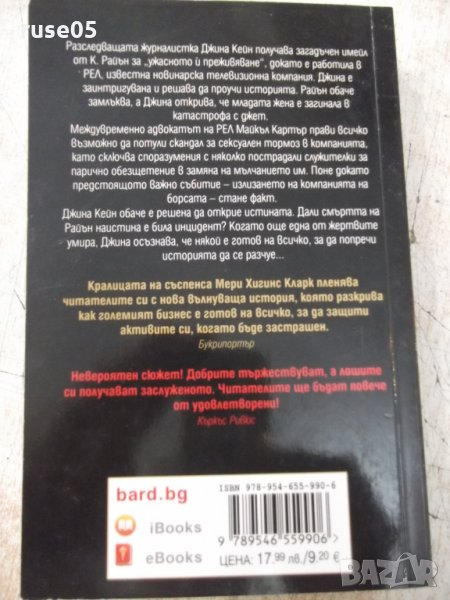 ruse05
Разследващата журналистка Джина Кейн получава загадъчен имейл
от К. Райън за „ужасното ѝ преживяване", докато е работила в
РЕЛ, известна новинарска телевизионна компания. Джина е
заинтригувана и решава да проучи историята. Райън обаче
замлъква, а Джина открива, че младата жена е загинала в
катастрофа с джет.
Междувременно адвокатът на РЕЛ Майкъл Картър прави всичко
възможно да потули скандал за сексуален тормоз в компанията,
като сключва споразумения с няколко пострадали служителки за
парично обезщетение в замяна на мълчанието им. Поне докато
предстоящото важно събитие – излизането на компанията на
борсата – стане факт.
Джина Кейн обаче е решена да открие истината. Дали смъртта на
Райън наистина е била инцидент? Когато още една от жертвите
умира, Джина осъзнава, че някой е готов на всичко, за да попречи
историята да се разчуе...
Кралицата на съспенса Мери Хигинс Кларк пленява
читателите си с нова вълнуваща история, която разкрива
как големият бизнес е готов на всичко, за да защити
активите си, когато бъде застрашен.
Букрипортър
Невероятен сюжет! Добрите тържествуват, а лошите
си получават заслуженото. Читателите ще бъдат повече
от удовлетворени!
Къркъс Ривюс
bard.bg
iBooks
eBooks
ISBN 978-954-655-990-6
9 789546 559906
ЦЕНА: 17.99 лв./9.20 €
BAZAR